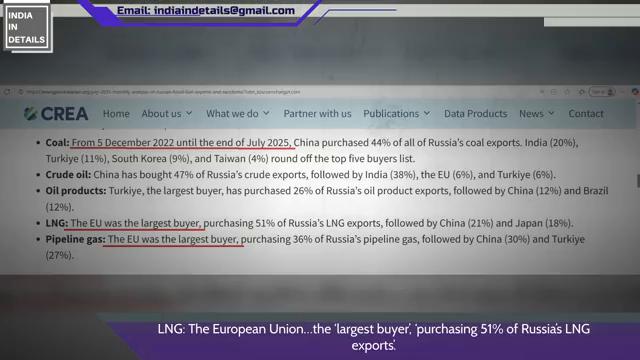 INDIA
IN
DETAILS
Email: indiaindetails@gmail.com
CREA
Home
About us
What we do
Partner with us
Publications
Data Products
News
Contact
• Coal: From 5 December 2022 until the end of July 2025, China purchased 44% of all of Russia's coal exports. India (20%),
Turkiye (11%), South Korea (9%), and Taiwan (4%) round off the top five buyers list.
• Crude oil: China has bought 47% of Russia's crude exports, followed by India (38%), the EU (6%), and Turkiye (6%).
• Oil products: Turkiye, the largest buyer, has purchased 26% of Russia's oil product exports, followed by China (12%) and Brazil
(12%).
• LNG: The EU was the largest buyer, purchasing 51% of Russia's LNG exports, followed by China (21%) and Japan (18%).
• Pipeline gas: The EU was the largest buyer, purchasing 36% of Russia's pipeline gas, followed by China (30%) and Turkiye
(27%).
LNG: The European Union...the 'largest buyer', 'purchasing 51% of Russia's LNG
exports'.